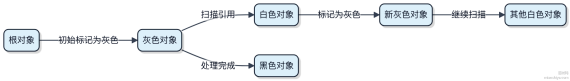 根对象
初始标记为灰色
灰色对象
扫描引用
白色对象
标记为灰色
新灰色对象
继续扫描
其他白色对象
处理完成
黑色对象